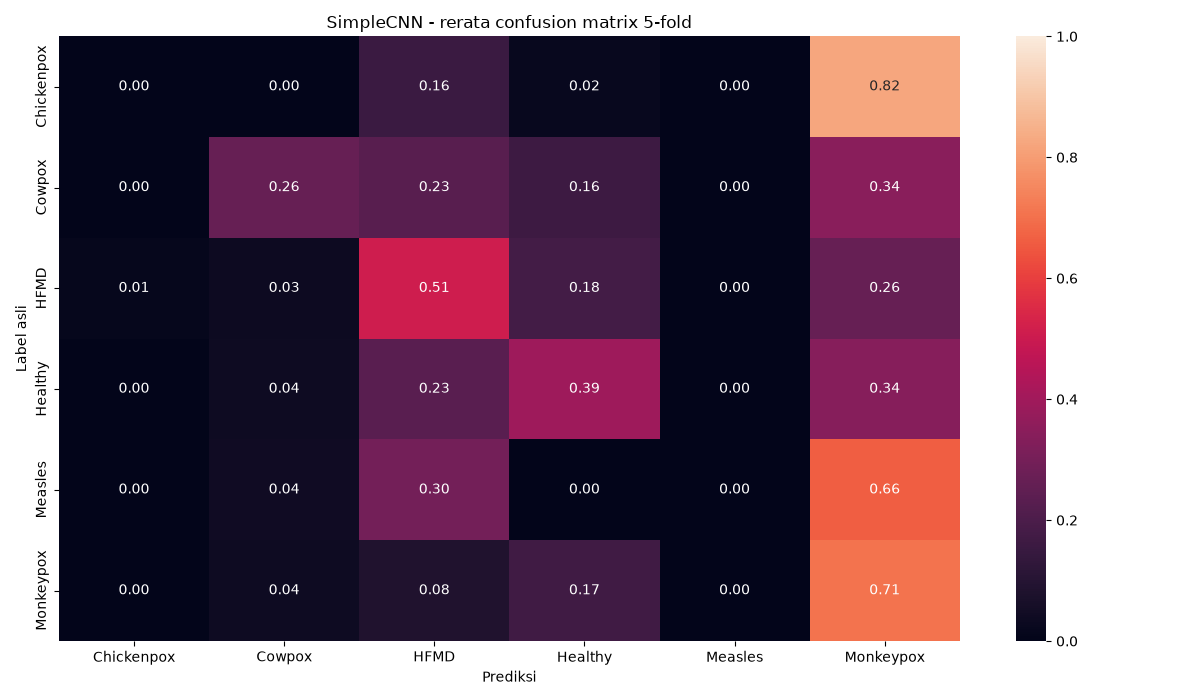 SimpleCNN - rerata confusion matrix 5-fold
Label asli
Chickenpox 0.00 0.00 0.16 0.02 0.00 0.82
Cowpox 0.00 0.26 0.23 0.16 0.00 0.34
HFMD 0.01 0.03 0.51 0.18 0.00 0.26
Healthy 0.00 0.04 0.23 0.39 0.00 0.34
Measles 0.00 0.04 0.30 0.00 0.00 0.66
Monkeypox 0.00 0.04 0.08 0.17 0.00 0.71
Chickenpox Cowpox HFMD Healthy Measles Monkeypox
Prediksi
1.0
0.8
0.6
0.4
0.2
0.0